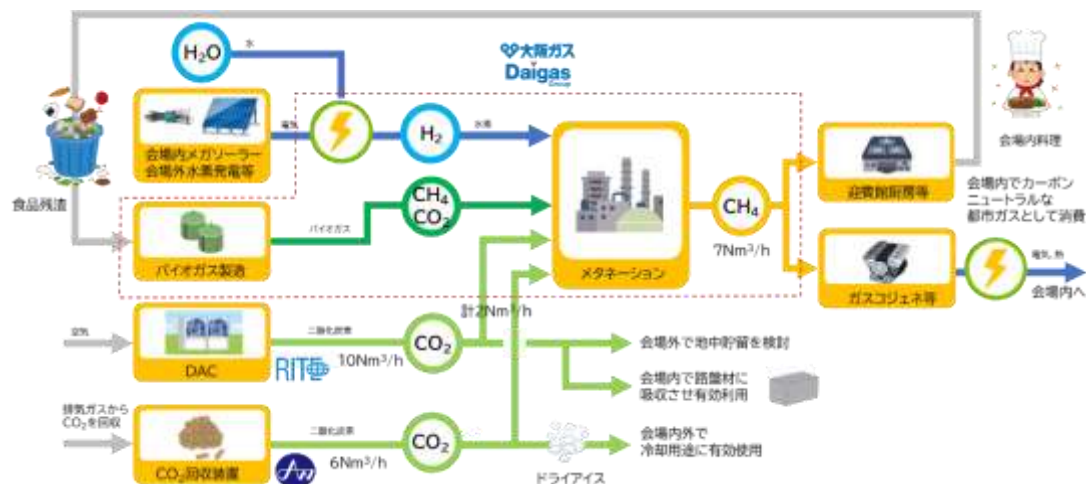 H₂O
水
大阪ガス
Daigas
Group
会場内メガソーラー
会場外水素発電等
電気
H₂
水素
会場内料理
食品残渣
迎賓館厨房等
会場内でカーボン
ニュートラルな
都市ガスとして消費
CH₄
CO₂
バイオガス
バイオガス製造
メタネーション
CH₄
7Nm³/h
ガスコジェネ等
電気、熱
会場内へ
計2Nm³/h
空気
DAC
RITE
二酸化炭素
10Nm³/h
CO₂
会場外で地中貯留を検討
会場内で路盤材に
吸収させ有効利用
排気ガスから
CO₂を回収
CO₂回収装置
二酸化炭素
6Nm³/h
CO₂
ドライアイス
会場内外で
冷却用途に有効使用